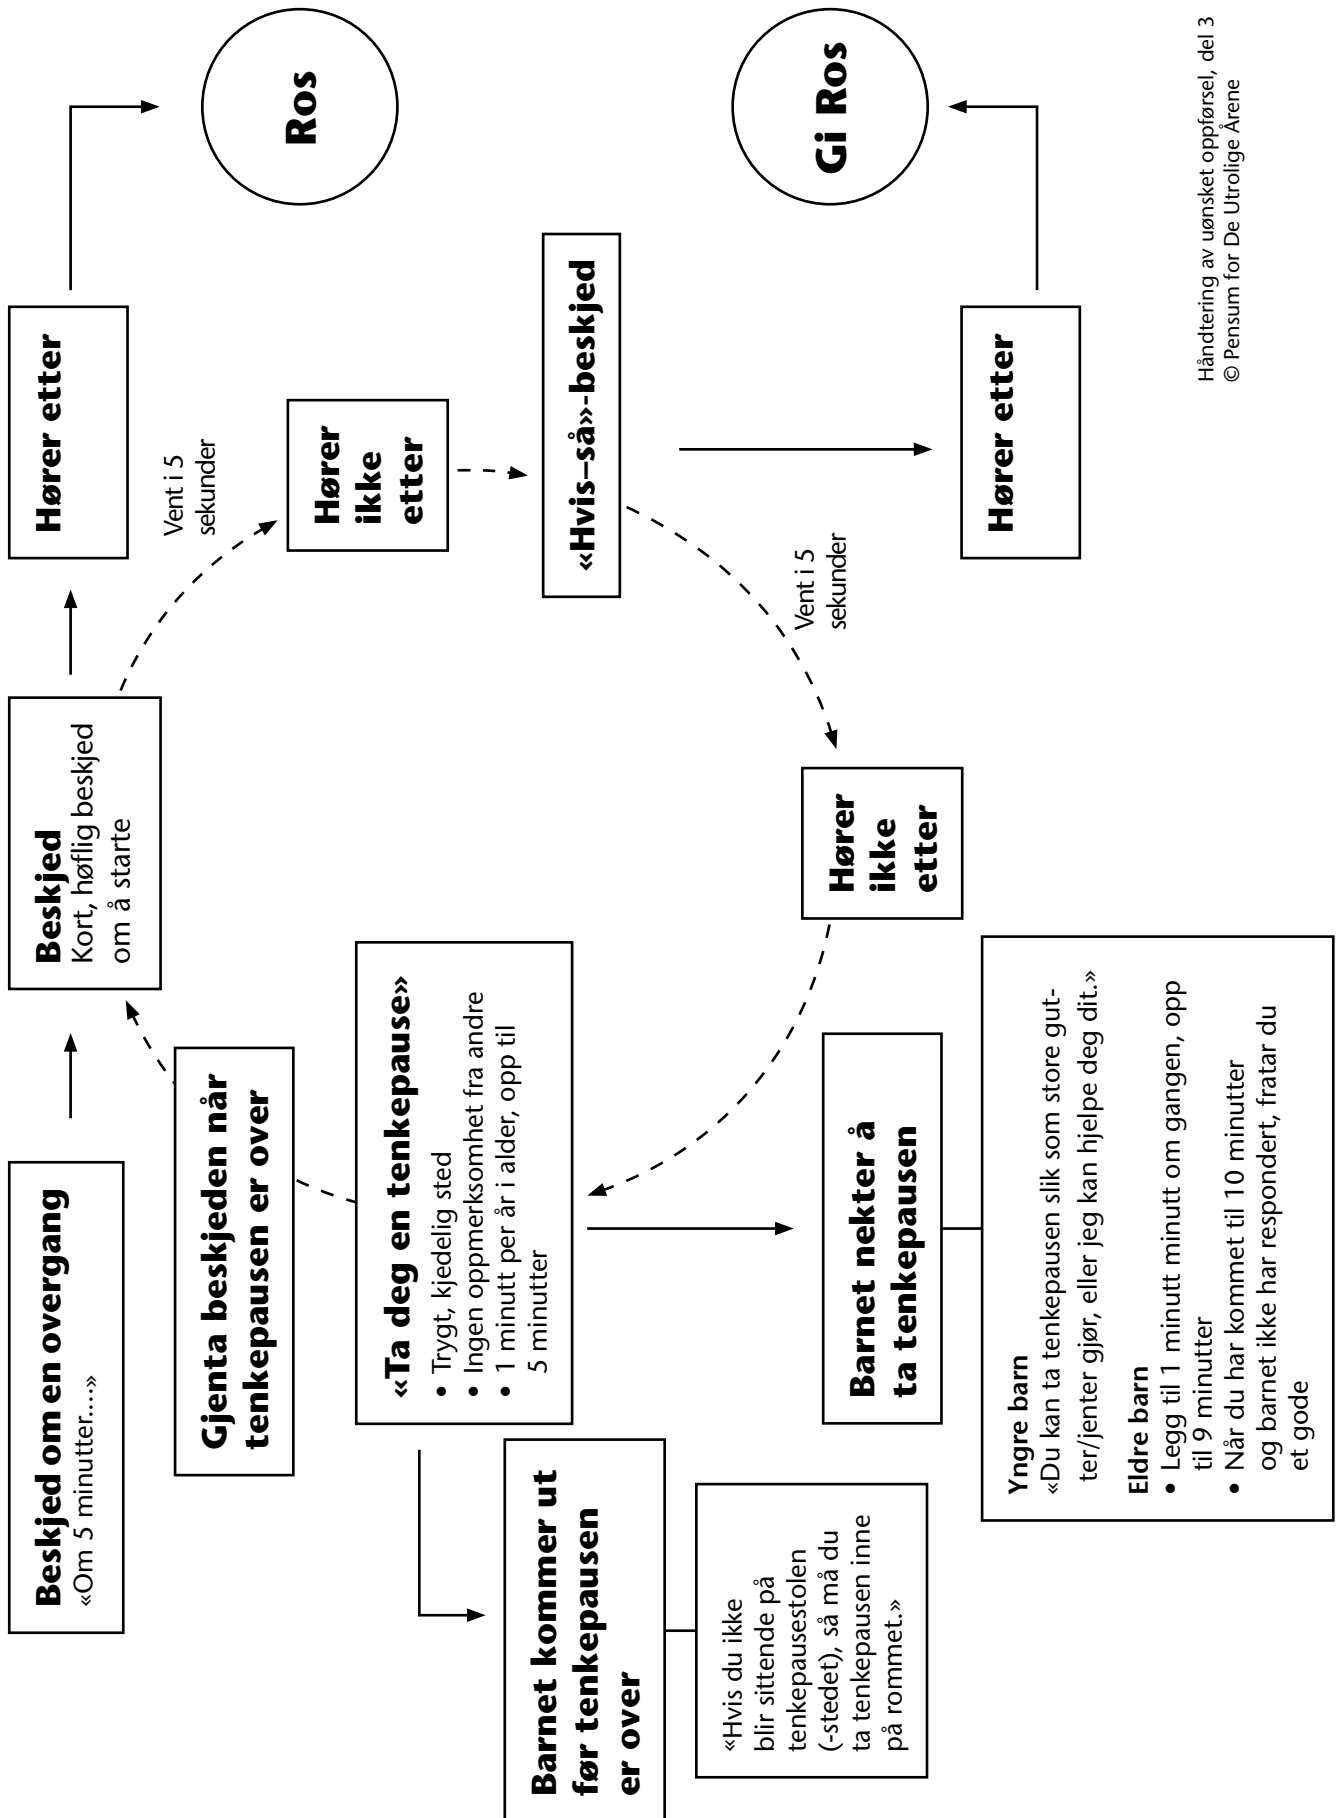 Beskjed om en overgang
«Om 5 minutter....»
Beskjed
Kort, høflig beskjed
om å starte
Hører etter
Ros
Vent i 5
sekunder
Hører
ikke
etter
Gjenta beskjeden når
tenkepausen er over
«Hvis–så»-beskjed
«Ta deg en tenkepause»
• Trygt, kjedelig sted
• Ingen oppmerksomhet fra andre
• 1 minutt per år i alder, opp til
5 minutter
Vent i 5
sekunder
Hører
ikke
etter
Hører etter
Gi Ros
Barnet kommer ut
før tenkepausen
er over
«Hvis du ikke
blir sittende på
tenkepausestolen
(-stedet), så må du
ta tenkepausen inne
på rommet.»
Barnet nekter å
ta tenkepausen
Yngre barn
«Du kan ta tenkepausen slik som store gut-
ter/jenter gjør, eller jeg kan hjelpe deg dit.»
Eldre barn
• Legg til 1 minutt minutt om gangen, opp
til 9 minutter
• Når du har kommet til 10 minutter
og barnet ikke har respondert, fratar du
et gode
Håndtering av uønsket oppførsel, del 3
© Pensum for De Utrolige Årene